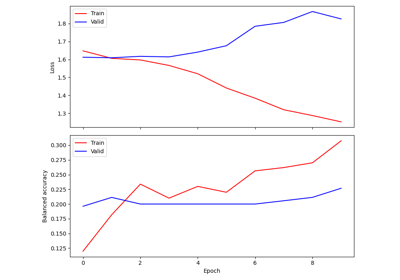 1.8
1.7
1.6
1.5
1.4
1.3
Loss
Train
Valid
0.300
0.275
0.250
0.225
0.200
0.175
0.150
0.125
Balanced accuracy
Train
Valid
0 2 4 6 8
Epoch